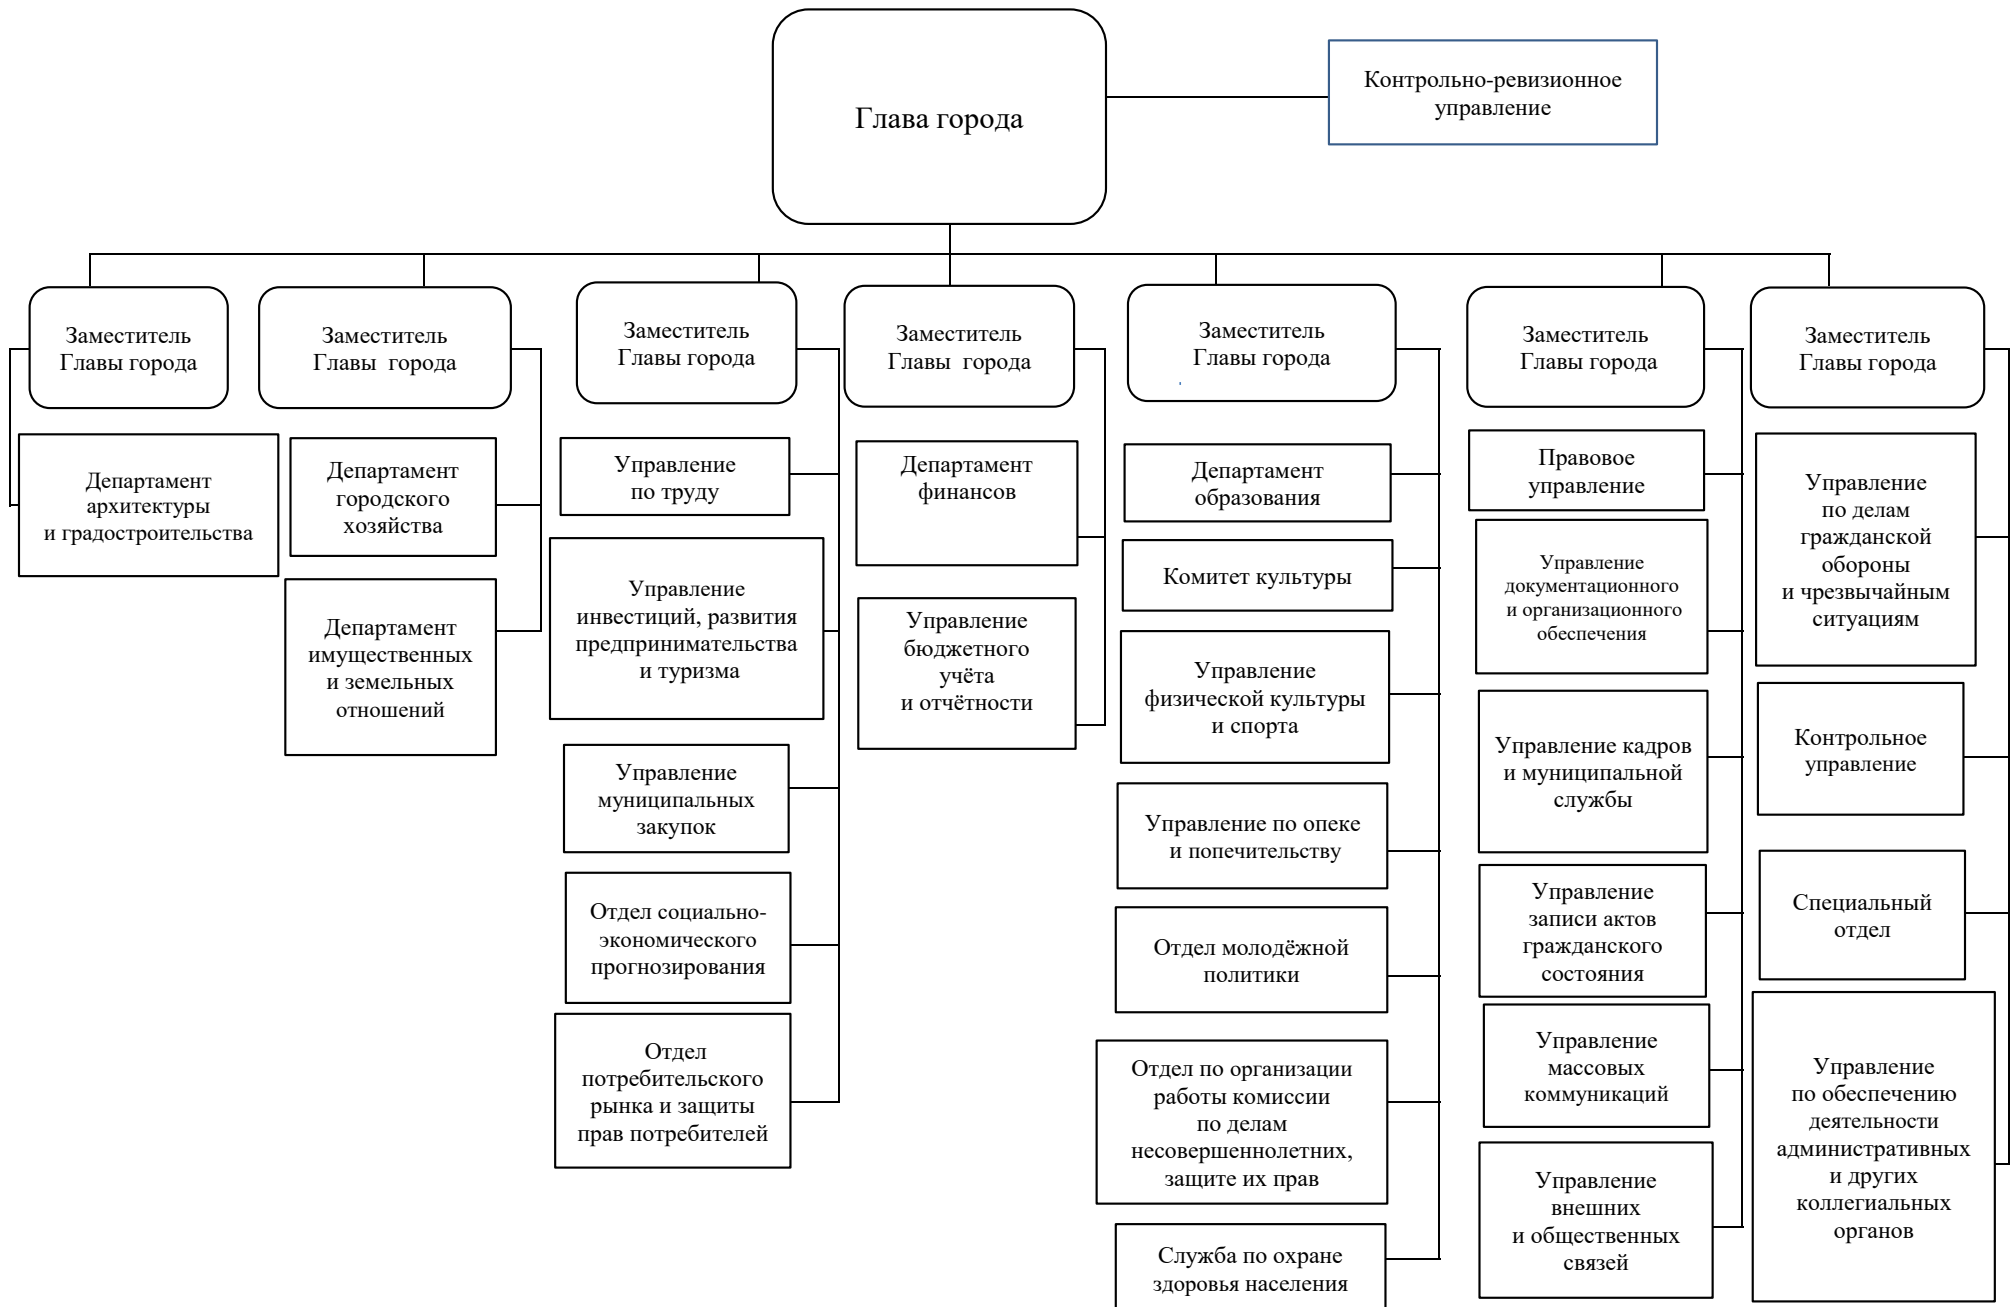 Глава города
Контрольно-ревизионное
управление
Заместитель
Главы города
Заместитель
Главы  города
Заместитель
Главы города
Заместитель
Главы  города
Заместитель
Главы города
Заместитель
Главы города
Заместитель
Главы города
Департамент
архитектуры
и градостроительства
Департамент
городского
хозяйства
Департамент
имущественных
и земельных
отношений
Управление
по труду
Управление
инвестиций, развития
предпринимательства
и туризма
Управление
муниципальных
закупок
Отдел социально-
экономического
прогнозирования
Отдел
потребительского
рынка и защиты
прав потребителей
Департамент
финансов
Управление
бюджетного
учёта
и отчётности
Департамент
образования
Комитет культуры
Управление
физической культуры
и спорта
Управление по опеке
и попечительству
Отдел молодёжной
политики
Отдел по организации
работы комиссии
по делам
несовершеннолетних,
защите их прав
Служба по охране
здоровья населения
Правовое
управление
Управление
документационного
и организационного
обеспечения
Управление кадров
и муниципальной
службы
Управление
записи актов
гражданского
состояния
Управление
массовых
коммуникаций
Управление
внешних
и общественных
связей
Управление
по делам
гражданской
обороны
и чрезвычайным
ситуациям
Контрольное
управление
Специальный
отдел
Управление
по обеспечению
деятельности
административных
и других
коллегиальных
органов